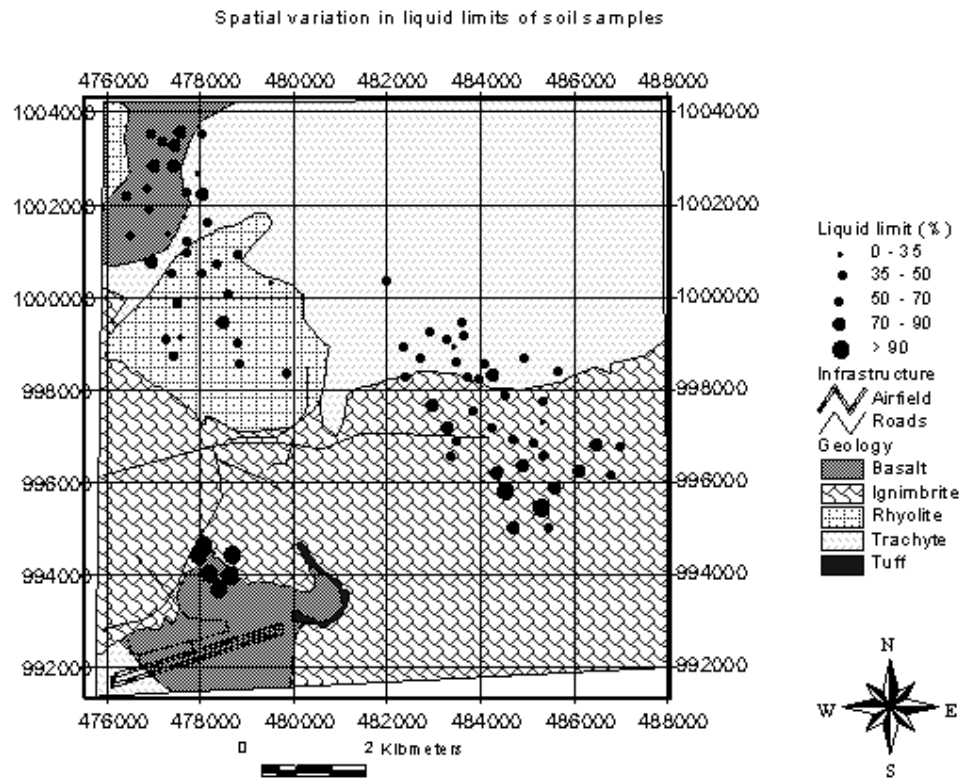 Spatial variation in liquid limits of soil samples
476000 478000 480000 482000 484000 486000 488000
1004000 1004000
1002000 1002000
1000000 1000000
998000 998000
996000 996000
994000 994000
992000 992000
476000 478000 480000 482000 484000 486000 488000
0 2 Kilometers
Liquid limit (%)
0 - 35
35 - 50
50 - 70
70 - 90
> 90
Infrastructure
Airfield
Roads
Geology
Basalt
Ignimbrite
Rhyolite
Trachyte
Tuff
N
W E
S